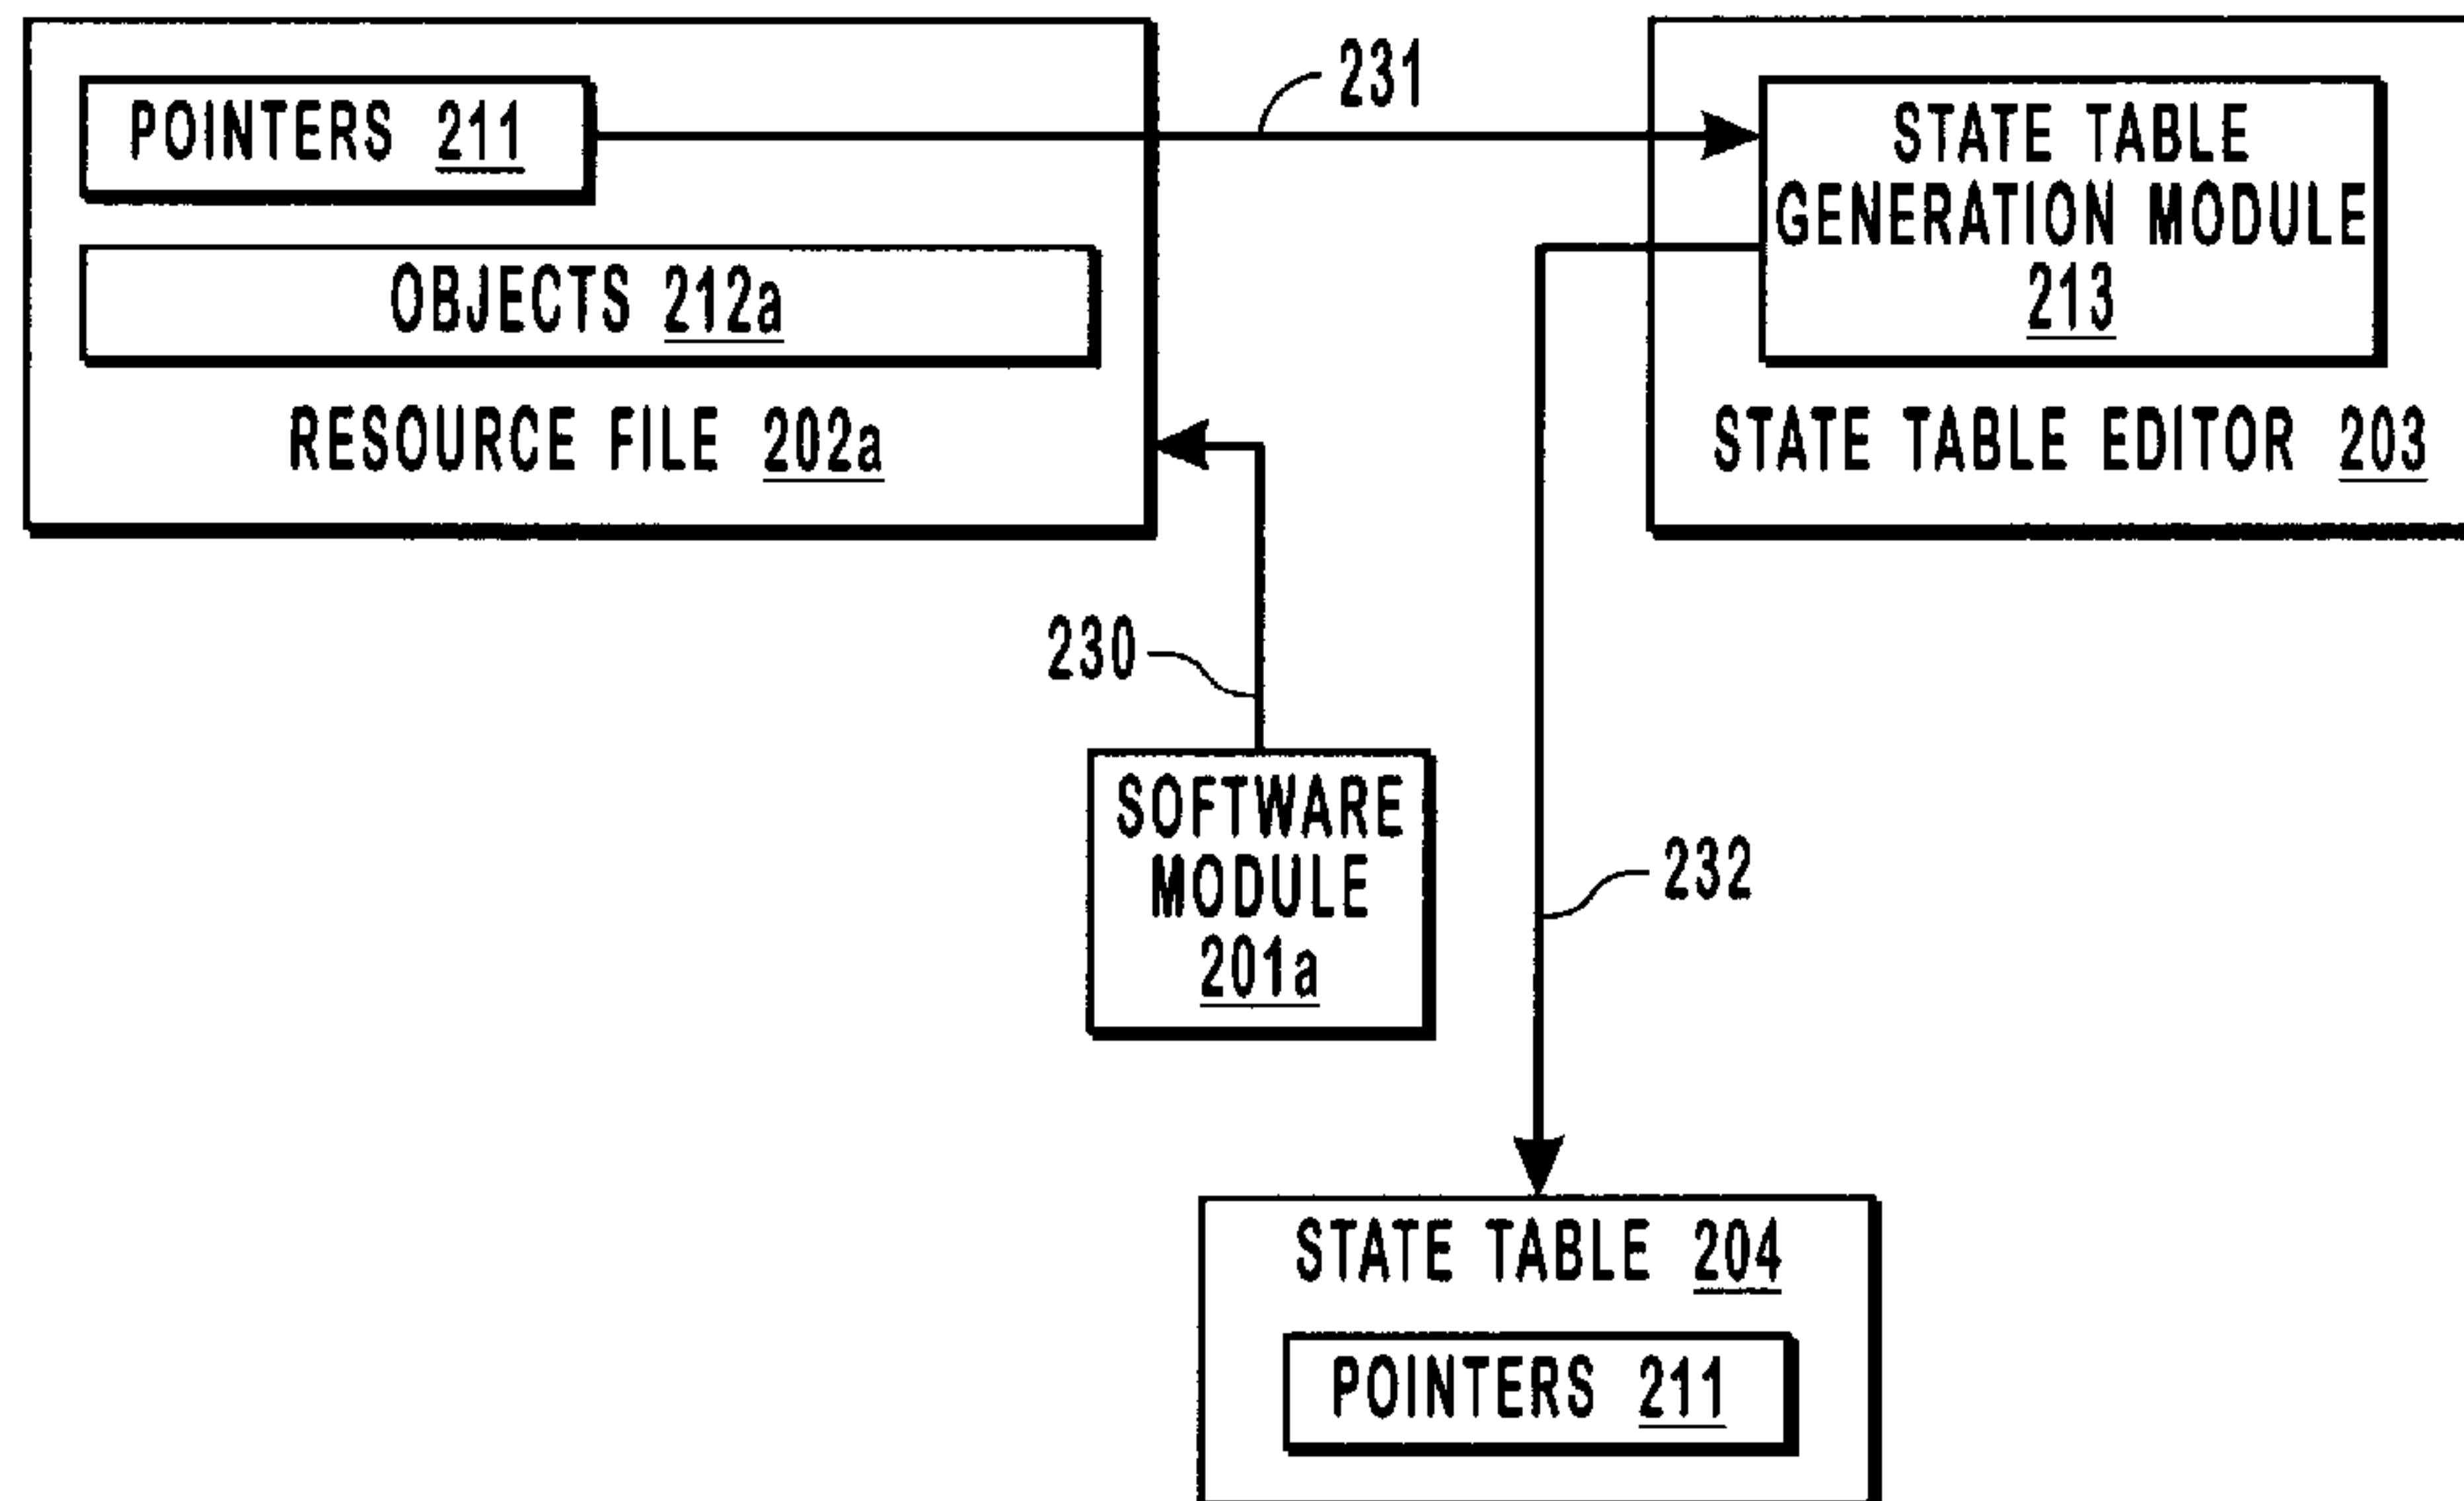 POINTERS 211
OBJECTS 212a
RESOURCE FILE 202a
231
STATE TABLE
GENERATION MODULE
213
STATE TABLE EDITOR 203
230
SOFTWARE
MODULE
201a
232
STATE TABLE 204
POINTERS 211